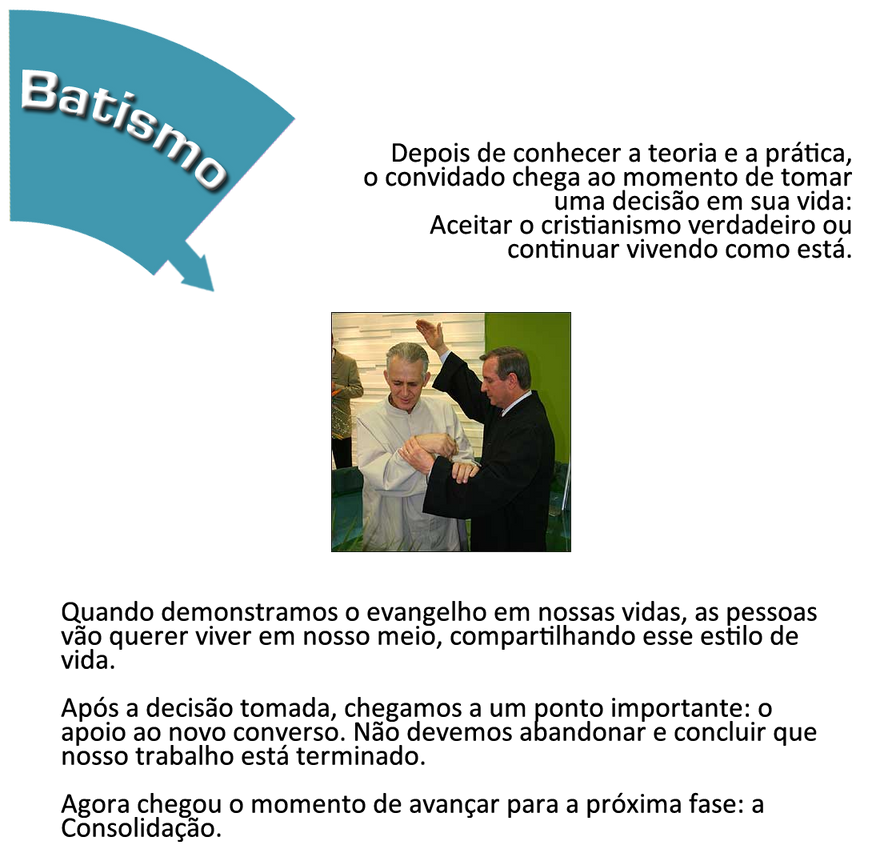 Batismo
Depois de conhecer a teoria e a prática,
o convidado chega ao momento de tomar
uma decisão em sua vida:
Aceitar o cristianismo verdadeiro ou
continuar vivendo como está.
Quando demonstramos o evangelho em nossas vidas, as pessoas
vão querer viver em nosso meio, compartilhando esse estilo de
vida.
Após a decisão tomada, chegamos a um ponto importante: o
apoio ao novo converso. Não devemos abandonar e concluir que
nosso trabalho está terminado.
Agora chegou o momento de avançar para a próxima fase: a
Consolidação.